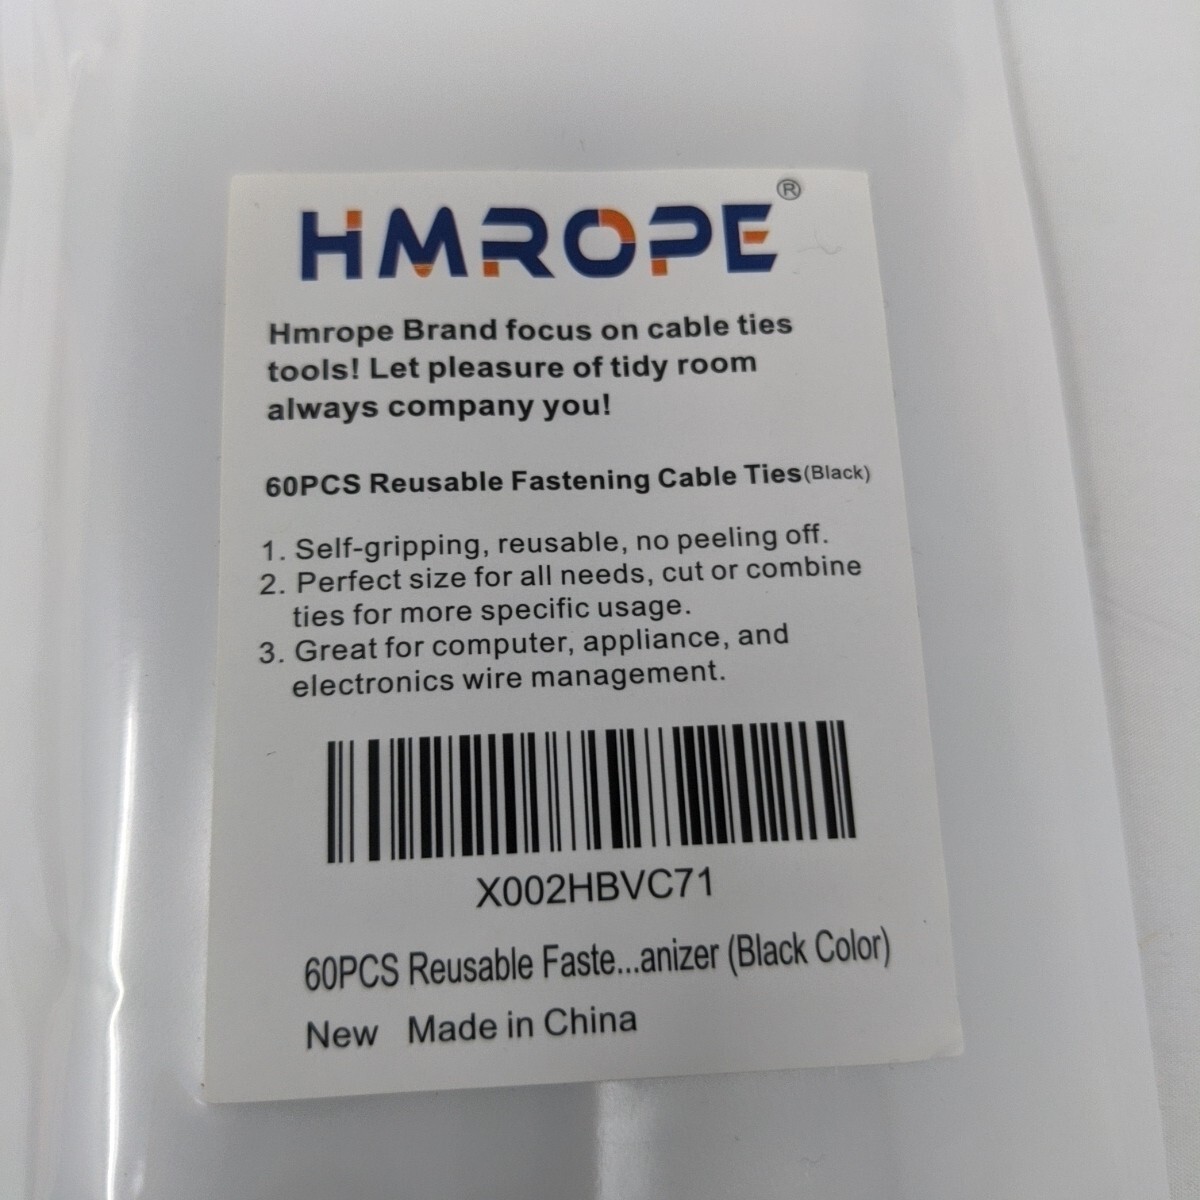 HMROPE®
Hmrope Brand focus on cable ties
tools! Let pleasure of tidy room
always company you!
60PCS Reusable Fastening Cable Ties(Black)
1. Self-gripping, reusable, no peeling off.
2. Perfect size for all needs, cut or combine
ties for more specific usage.
3. Great for computer, appliance, and
electronics wire management.
X002HBVC71
60PCS Reusable Faste...anizer (Black Color)
New Made in China